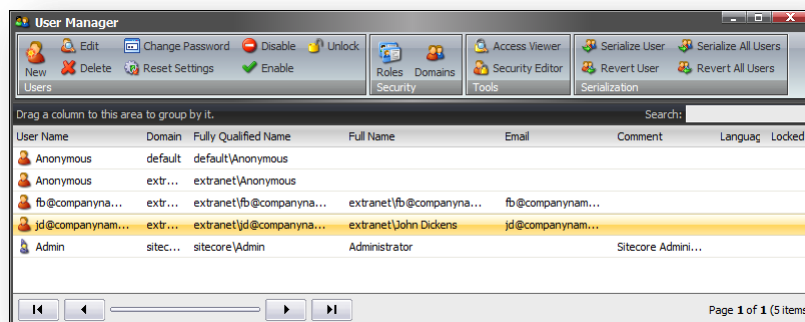 User Manager
Edit Change Password Disable Unlock Access Viewer Serialize User Serialize All Users
New Delete Reset Settings Enable Roles Domains Security Editor Revert User Revert All Users
Users Security Tools Serialization
Drag a column to this area to group by it. Search:
User Name Domain Fully Qualified Name Full Name Email Comment Languag Locked
Anonymous default default\Anonymous
Anonymous extr... extranet\Anonymous
fb@companyna... extr... extranet\fb@companyna... extranet\fb@companyna... fb@companynam...
jd@companynam... extr... extranet\jd@companyna... extranet\John Dickens jd@companynam...
Admin sitec... sitecore\Admin Administrator Sitecore Admini...
Page 1 of 1 (5 items